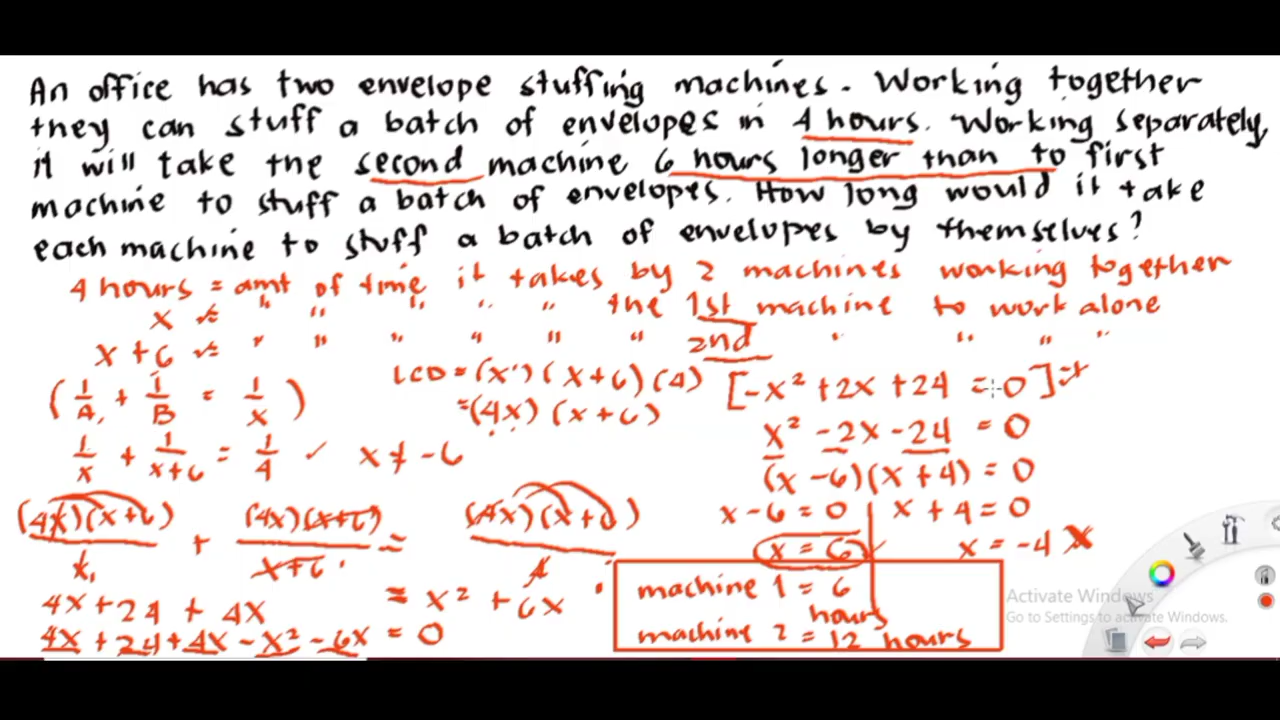 An office has two envelope stuffing machines. Working together
they can stuff a batch of envelopes in 4 hours. Working separately,
it will take the second machine 6 hours longer than to first
machine to stuff a batch of envelopes. How long would it take
each machine to stuff a batch of envelopes by themselves?
4 hours = amt of time it takes by 2 machines working together
x = " " " " " the 1st machine to work alone
x + 6 = " " " " " " 2nd " " " "
(1/A + 1/B = 1/x)
1/x + 1/(x+6) = 1/4 ✓ x ≠ -6
LCD = (x)(x+6)(4)
= (4x)(x+6)
(4x)(x+6)/x + (4x)(x+6)/x+6 = (4x)(x+6)/4
4x + 24 + 4x = x² + 6x
4x + 24 + 4x - x² - 6x = 0
[-x² + 2x + 24 = 0]
x² - 2x - 24 = 0
(x - 6)(x + 4) = 0
x - 6 = 0 x + 4 = 0
x = 6 ✓ x = -4 X
machine 1 = 6
hours
machine 2 = 12 hours
Activate Windows
Go to Settings to activate Windows.